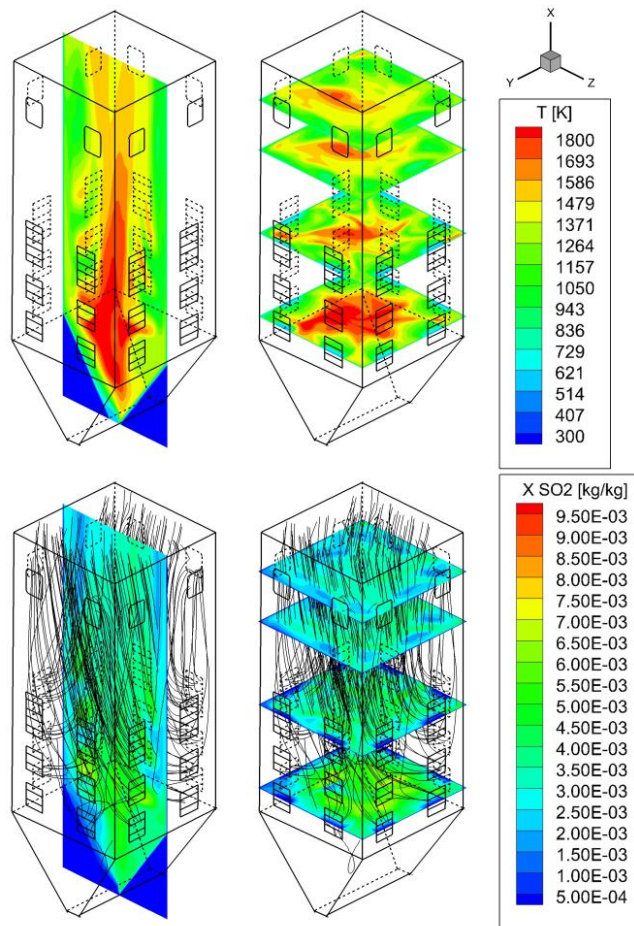 X
Y
Z
T [K]
1800
1693
1586
1479
1371
1264
1157
1050
943
836
729
621
514
407
300
X SO2 [kg/kg]
9.50E-03
9.00E-03
8.50E-03
8.00E-03
7.50E-03
7.00E-03
6.50E-03
6.00E-03
5.50E-03
5.00E-03
4.50E-03
4.00E-03
3.50E-03
3.00E-03
2.50E-03
2.00E-03
1.50E-03
1.00E-03
5.00E-04